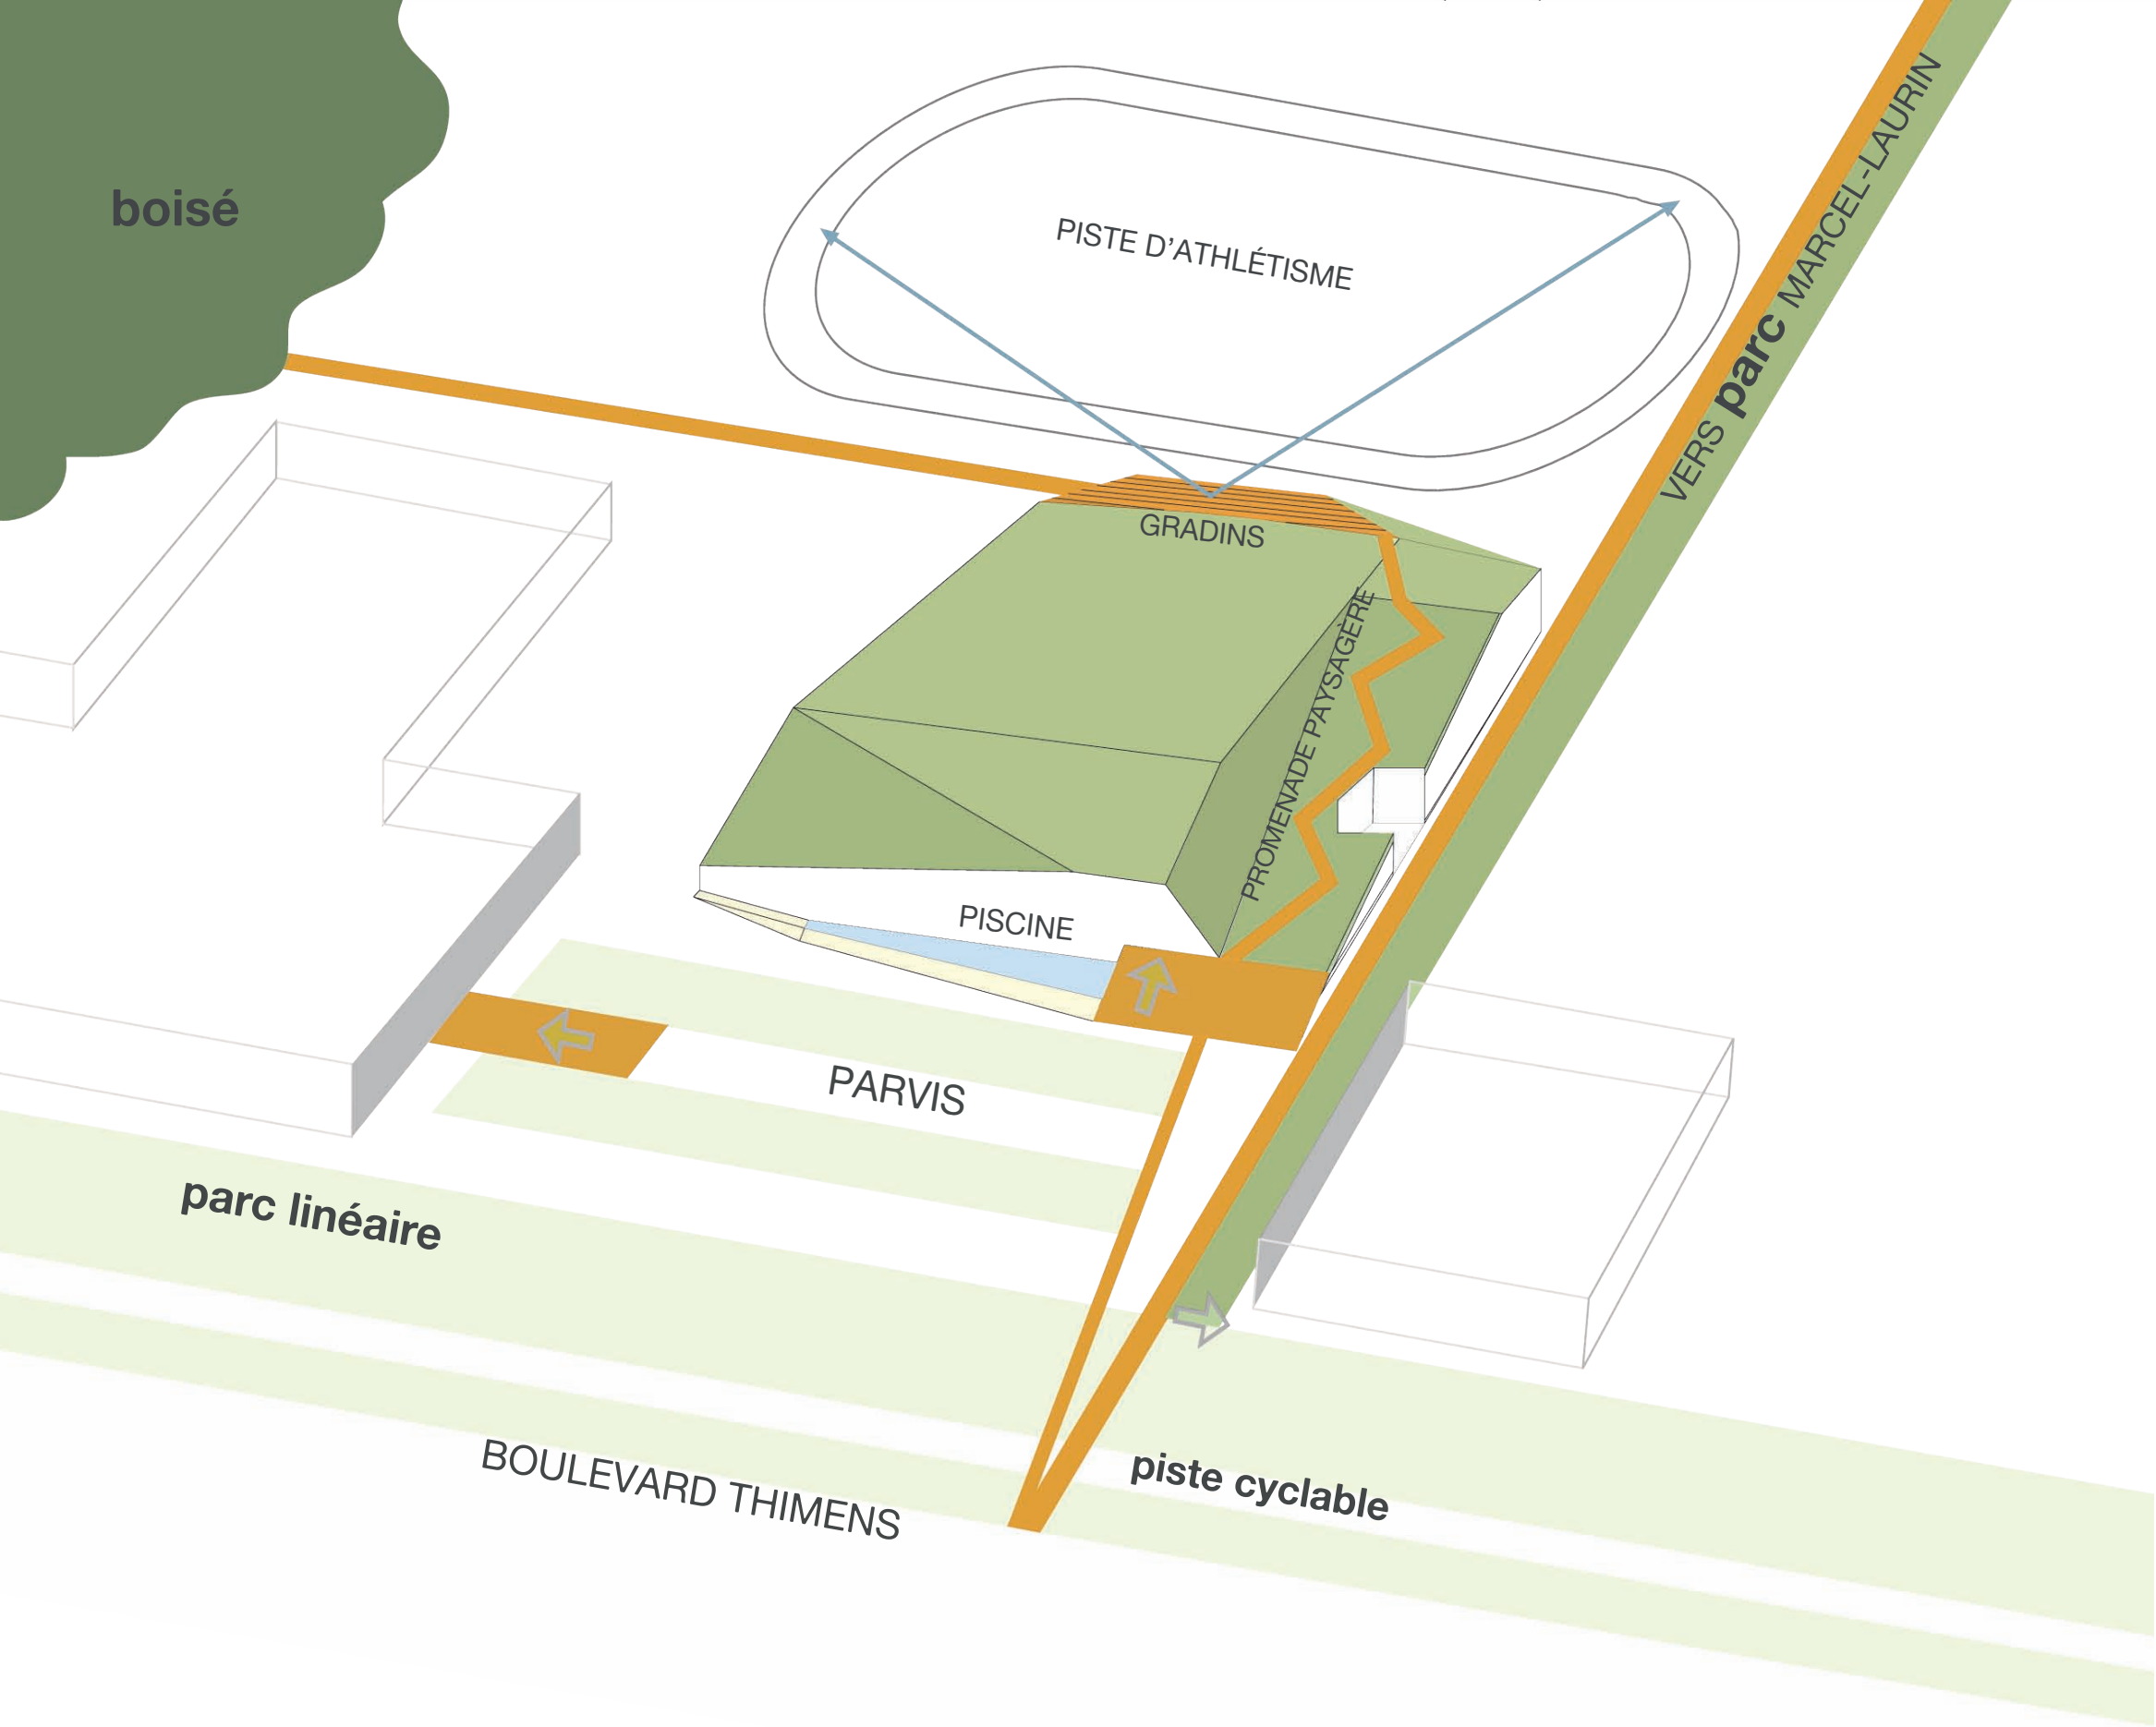 boisé
PISTE D'ATHLÉTISME
VERS parc MARCEL-LAURIN
GRADINS
PROMENADE PAYSAGÈRE
PISCINE
PARVIS
parc linéaire
BOULEVARD THIMENS
piste cyclable